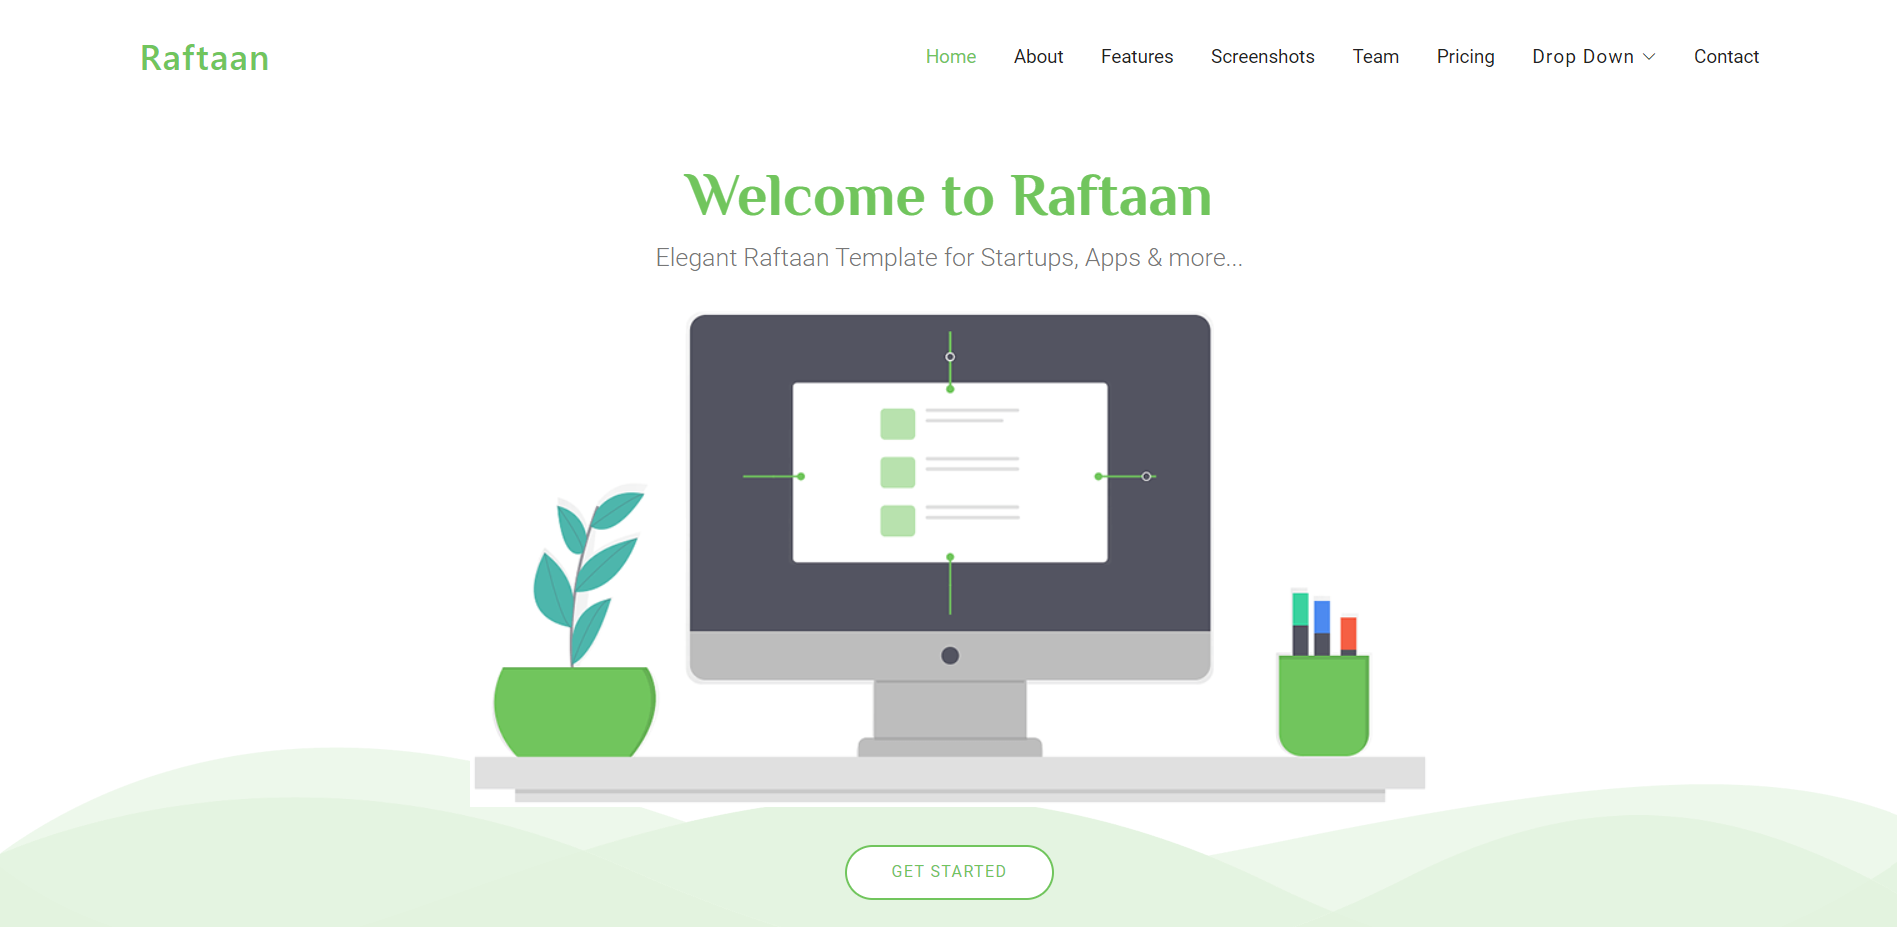 Raftaan
Home About Features Screenshots Team Pricing Drop Down Contact
Welcome to Raftaan
Elegant Raftaan Template for Startups, Apps & more...
GET STARTED